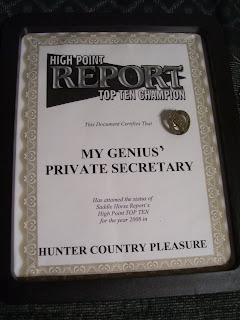 HIGH POINT
REPORT
TOP TEN CHAMPION
This Document Certifies That
MY GENIUS'
PRIVATE SECRETARY
Has attained the status of
Saddle Horse Report's
High Point TOP TEN
for the year 2008 in
HUNTER COUNTRY PLEASURE